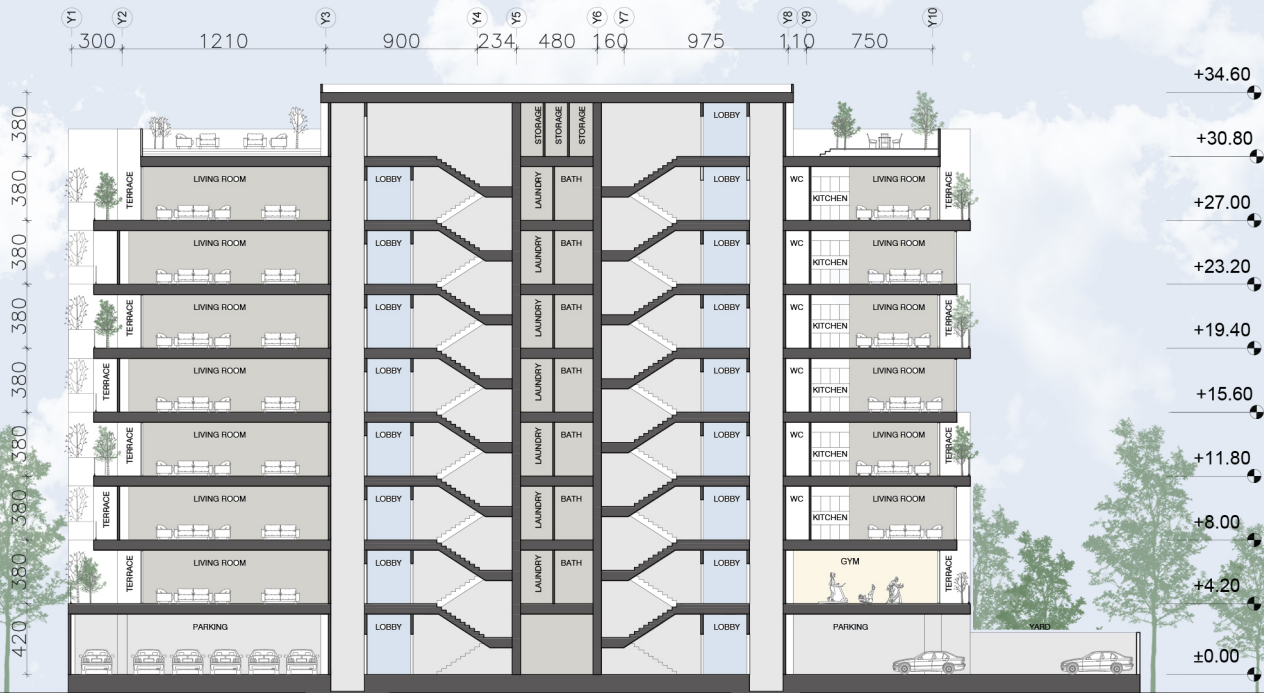 Y1 Y2 Y3 Y4 Y5 Y6 Y7 Y8 Y9 Y10
300 1210 900 234 480 160 975 110 750
+34.60
380 STORAGE STORAGE STORAGE LOBBY
+30.80
380 TERRACE LIVING ROOM LOBBY LAUNDRY BATH LOBBY WC KITCHEN LIVING ROOM TERRACE
+27.00
380 LIVING ROOM LOBBY LAUNDRY BATH LOBBY WC KITCHEN LIVING ROOM
+23.20
380 TERRACE LIVING ROOM LOBBY LAUNDRY BATH LOBBY WC KITCHEN LIVING ROOM TERRACE
+19.40
380 TERRACE LIVING ROOM LOBBY LAUNDRY BATH LOBBY WC KITCHEN LIVING ROOM
+15.60
380 TERRACE LIVING ROOM LOBBY LAUNDRY BATH LOBBY WC KITCHEN LIVING ROOM TERRACE
+11.80
380 TERRACE LIVING ROOM LOBBY LAUNDRY BATH LOBBY WC KITCHEN LIVING ROOM
+8.00
380 TERRACE LIVING ROOM LOBBY LAUNDRY BATH LOBBY GYM TERRACE
+4.20
420 PARKING LOBBY LOBBY PARKING YARD
±0.00